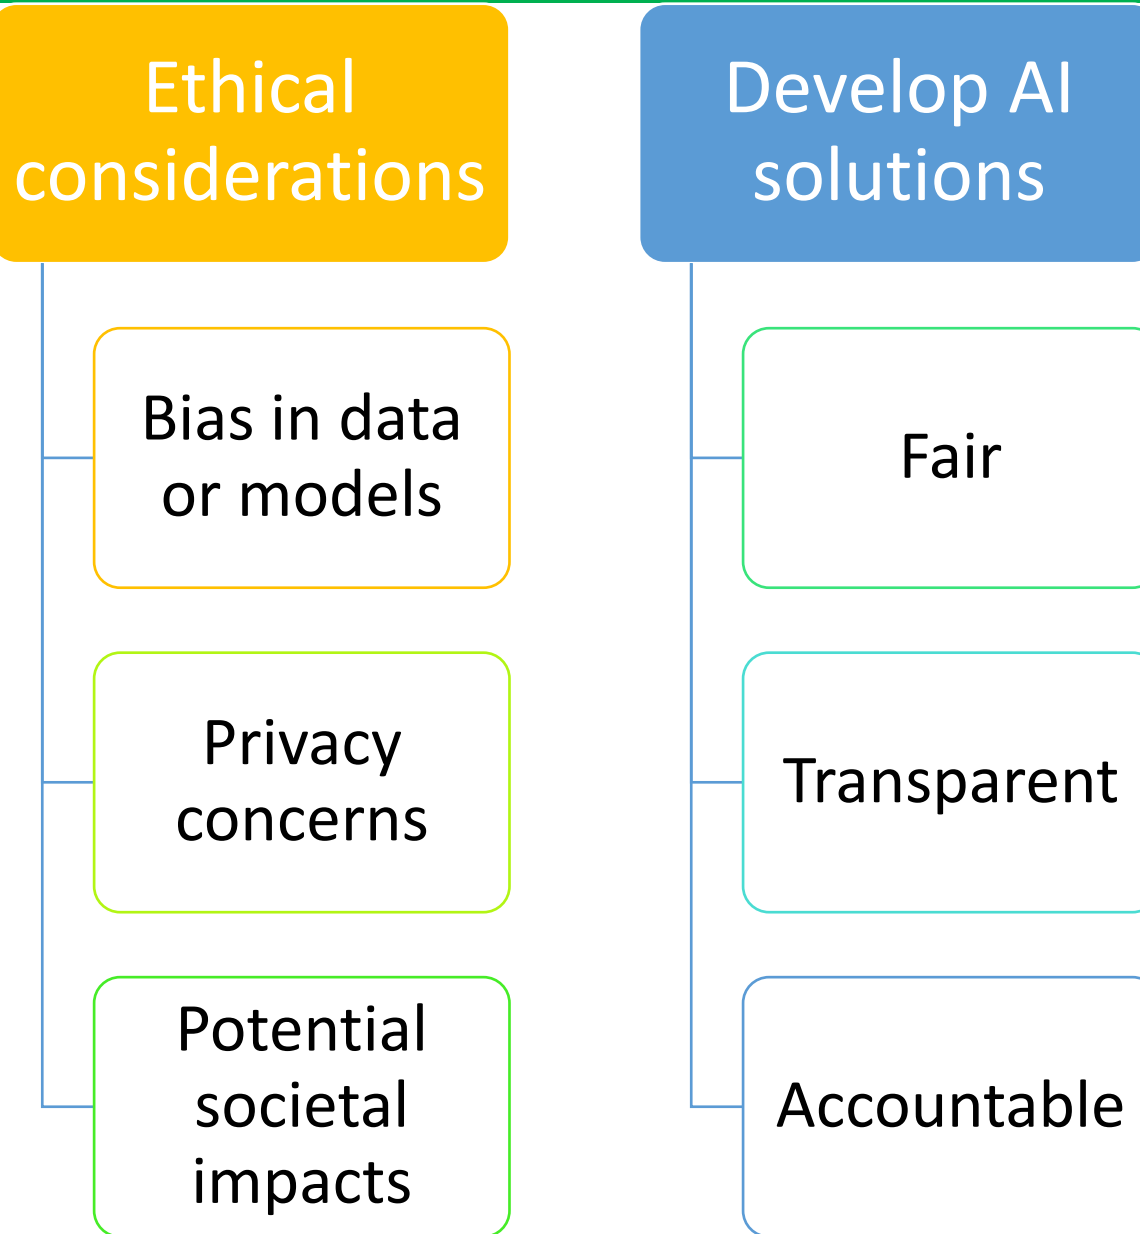 Ethical
considerations
Bias in data
or models
Privacy
concerns
Potential
societal
impacts
Develop AI
solutions
Fair
Transparent
Accountable